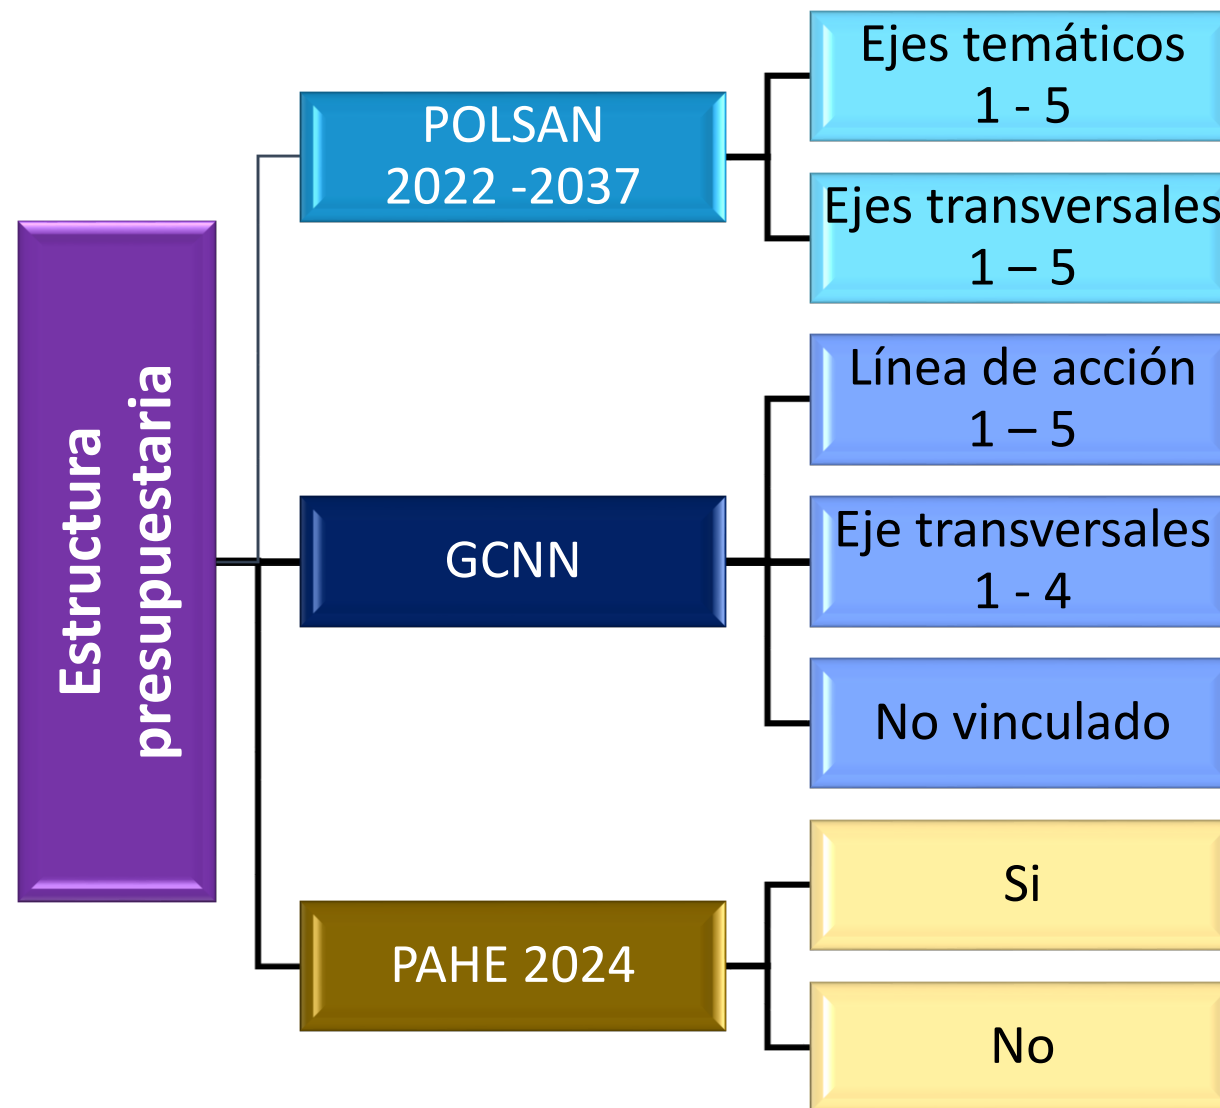 Estructura
presupuestaria
POLSAN
2022 -2037
Ejes temáticos
1 - 5
Ejes transversales
1 – 5
GCNN
Línea de acción
1 – 5
Eje transversales
1 - 4
No vinculado
PAHE 2024
Si
No